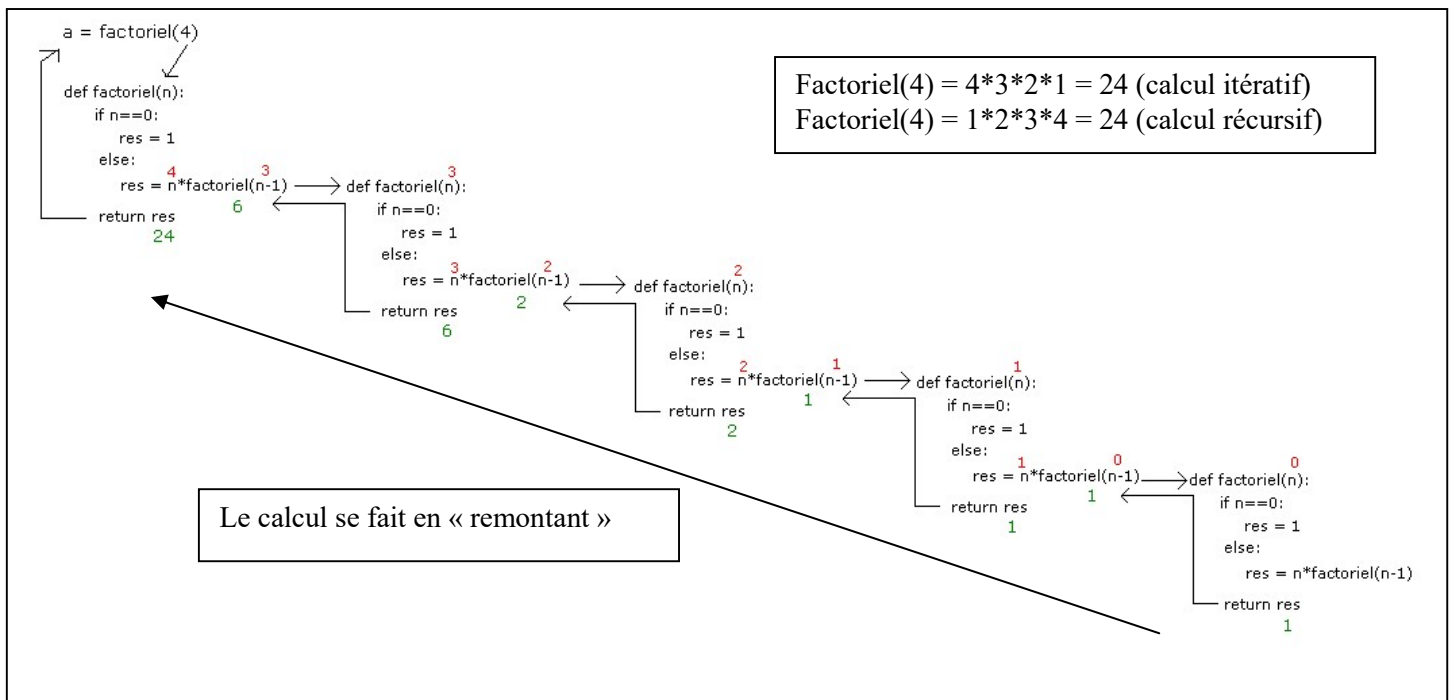 a = factoriel(4)
Factoriel(4) = 4*3*2*1 = 24 (calcul itératif)
Factoriel(4) = 1*2*3*4 = 24 (calcul récursif)
def factoriel(n):
if n==0:
res = 1
else:
4 3
res = n*factoriel(n-1)
6
return res
24
3
def factoriel(n):
if n==0:
res = 1
else:
3 2
res = n*factoriel(n-1)
2
return res
6
2
def factoriel(n):
if n==0:
res = 1
else:
2 1
res = n*factoriel(n-1)
1
return res
2
1
def factoriel(n):
if n==0:
res = 1
else:
1 0
res = n*factoriel(n-1)
1
return res
1
0
def factoriel(n):
if n==0:
res = 1
else:
res = n*factoriel(n-1)
return res
1
Le calcul se fait en « remontant »